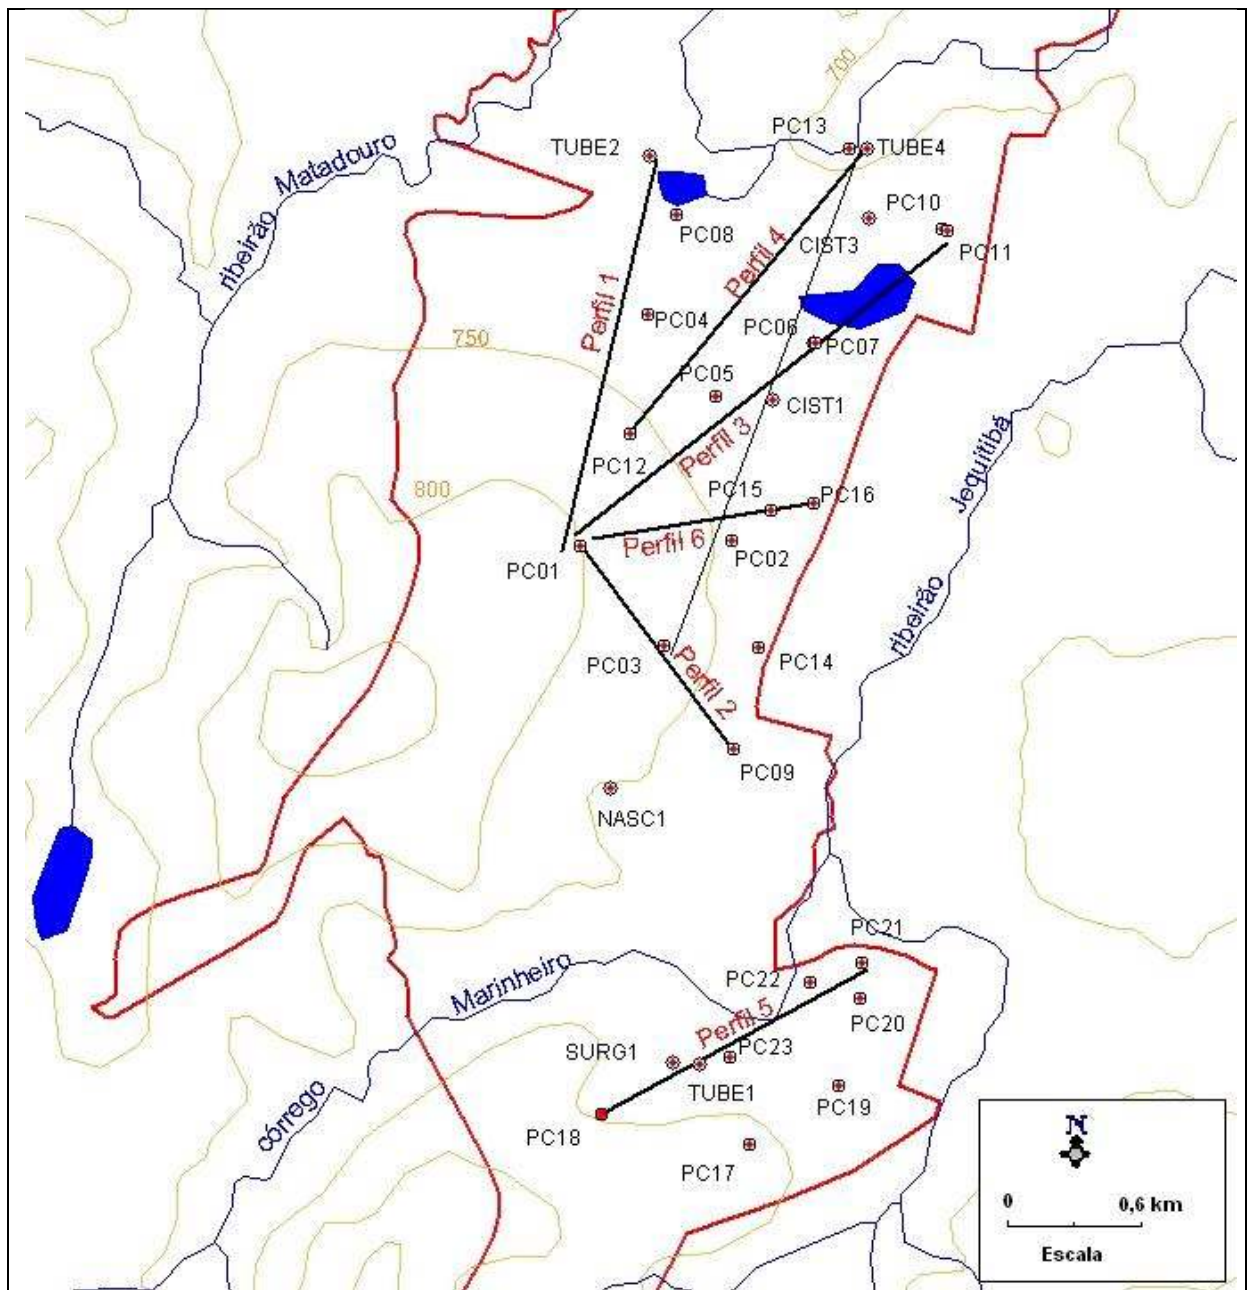 700
PC13
TUBE2
TUBE4
ribeirão Matadouro
PC10
PC08
CIST3
PC11
Perfil 4
Perfil 1
PC04
PC06
PC07
750
PC05
CIST1
Perfil 3
PC12
800
PC15
PC16
Perfil 6
PC02
PC01
ribeirão Jequitibá
PC03
PC14
Perfil 2
PC09
NASC1
PC21
Marinheiro
PC22
PC20
Perfil 5
PC23
SURG1
TUBE1
PC19
córrego
PC18
PC17
N
0 0,6 km
Escala